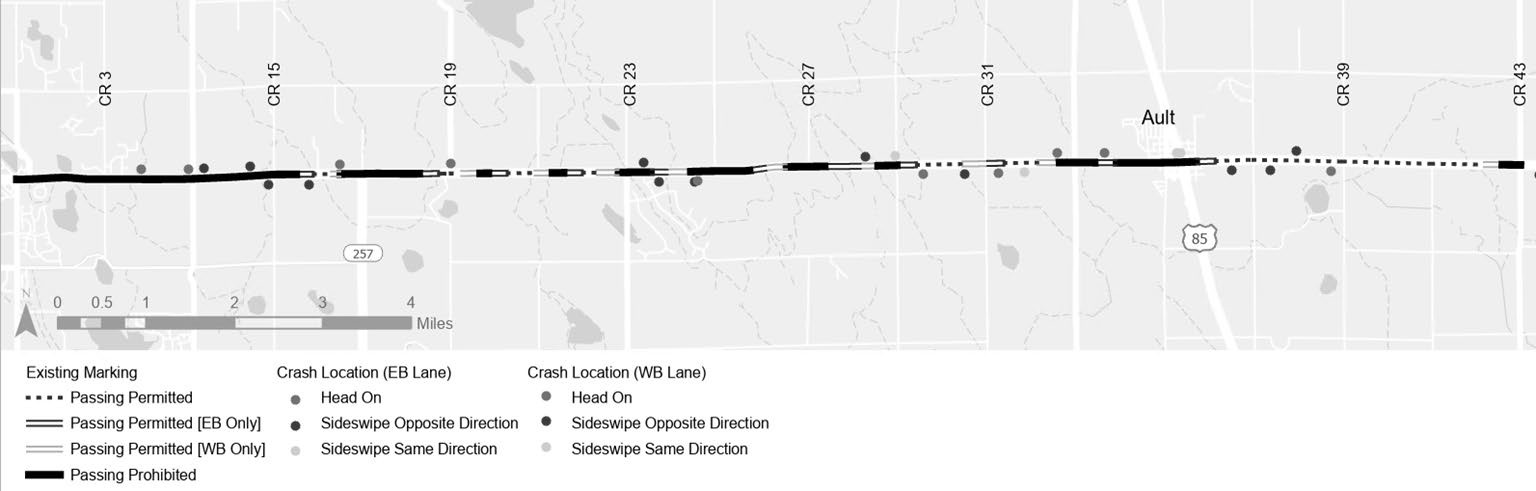 CR 3
CR 15
CR 19
CR 23
CR 27
CR 31
CR 39
CR 43
Ault
257
85
N
0 0.5 1 2 3 4
Miles
Existing Marking
Passing Permitted
Passing Permitted [EB Only]
Passing Permitted [WB Only]
Passing Prohibited
Crash Location (EB Lane)
Head On
Sideswipe Opposite Direction
Sideswipe Same Direction
Crash Location (WB Lane)
Head On
Sideswipe Opposite Direction
Sideswipe Same Direction